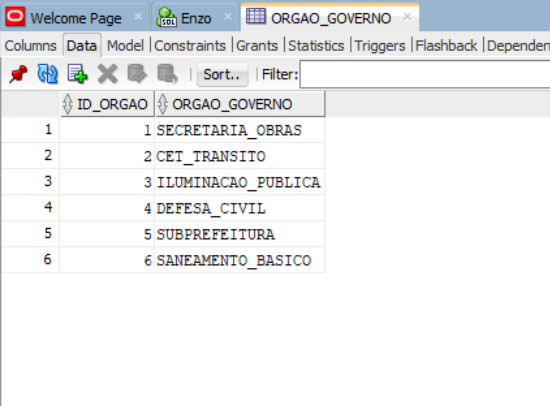 Welcome Page × Enzo × ORGAO_GOVERNO ×
Columns Data Model Constraints Grants Statistics Triggers Flashback Dependen
Sort.. Filter:
ID_ORGAO ORGAO_GOVERNO
1 1 SECRETARIA_OBRAS
2 2 CET_TRANSITO
3 3 ILUMINACAO_PUBLICA
4 4 DEFESA_CIVIL
5 5 SUBPREFEITURA
6 6 SANEAMENTO_BASICO